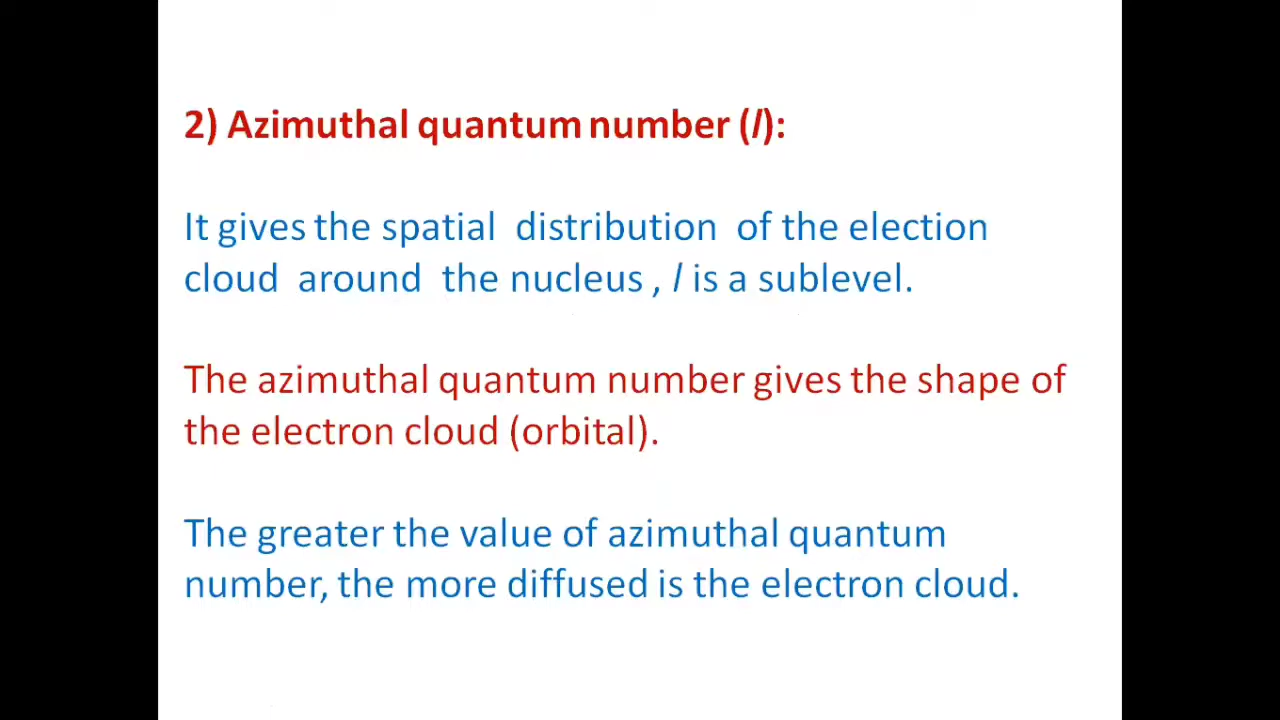 2) Azimuthal quantum number (l):
It gives the spatial distribution of the election
cloud around the nucleus , l is a sublevel.
The azimuthal quantum number gives the shape of
the electron cloud (orbital).
The greater the value of azimuthal quantum
number, the more diffused is the electron cloud.